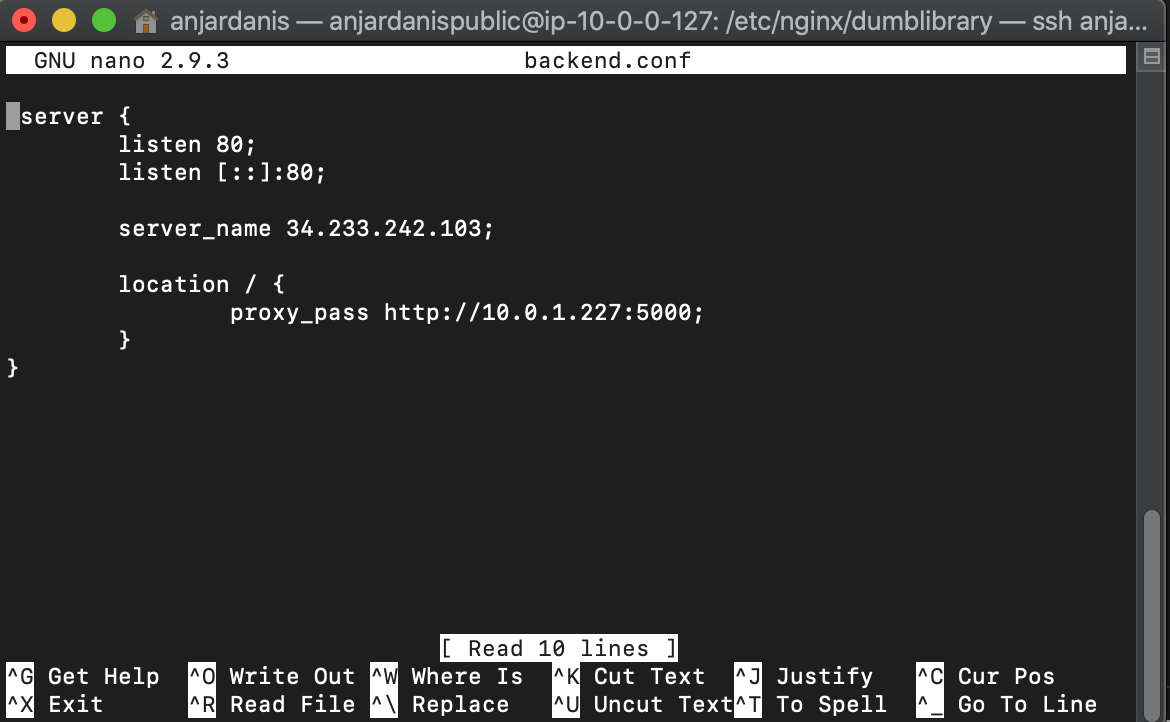 anjardanis — anjardanispublic@ip-10-0-0-127: /etc/nginx/dumblibrary — ssh anja...
GNU nano 2.9.3 backend.conf
server {
listen 80;
listen [::]:80;
server_name 34.233.242.103;
location / {
proxy_pass http://10.0.1.227:5000;
}
}
[ Read 10 lines ]
^G Get Help ^O Write Out ^W Where Is ^K Cut Text ^J Justify ^C Cur Pos
^X Exit ^R Read File ^\ Replace ^U Uncut Text ^T To Spell ^_ Go To Line